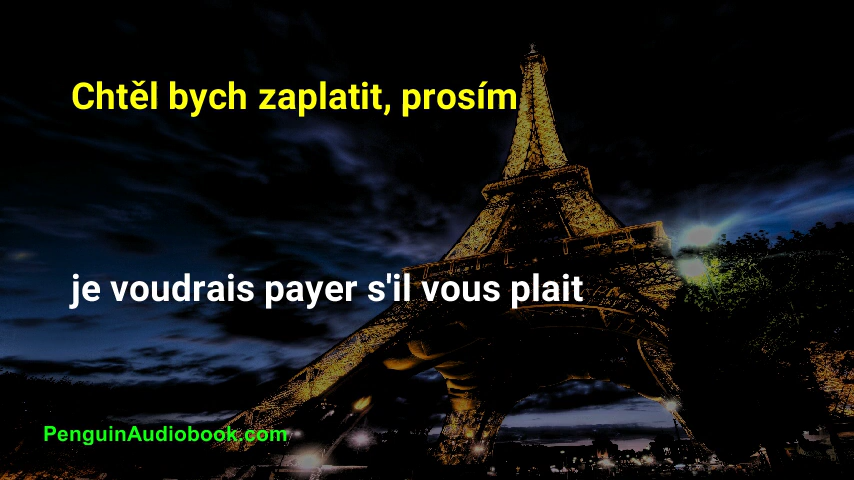 Chtěl bych zaplatit, prosím
je voudrais payer s'il vous plait
PenguinAudiobook.com